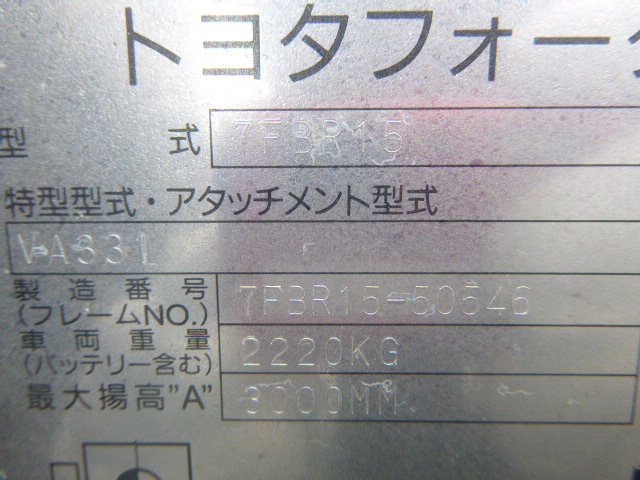 トヨタフォーク
型式 7FBR15
特型型式・アタッチメント型式
VA331
製造番号
(フレームNO.) 7FBR15-50546
車両重量
(バッテリー含む) 2220KG
最大揚高"A" 3000MM